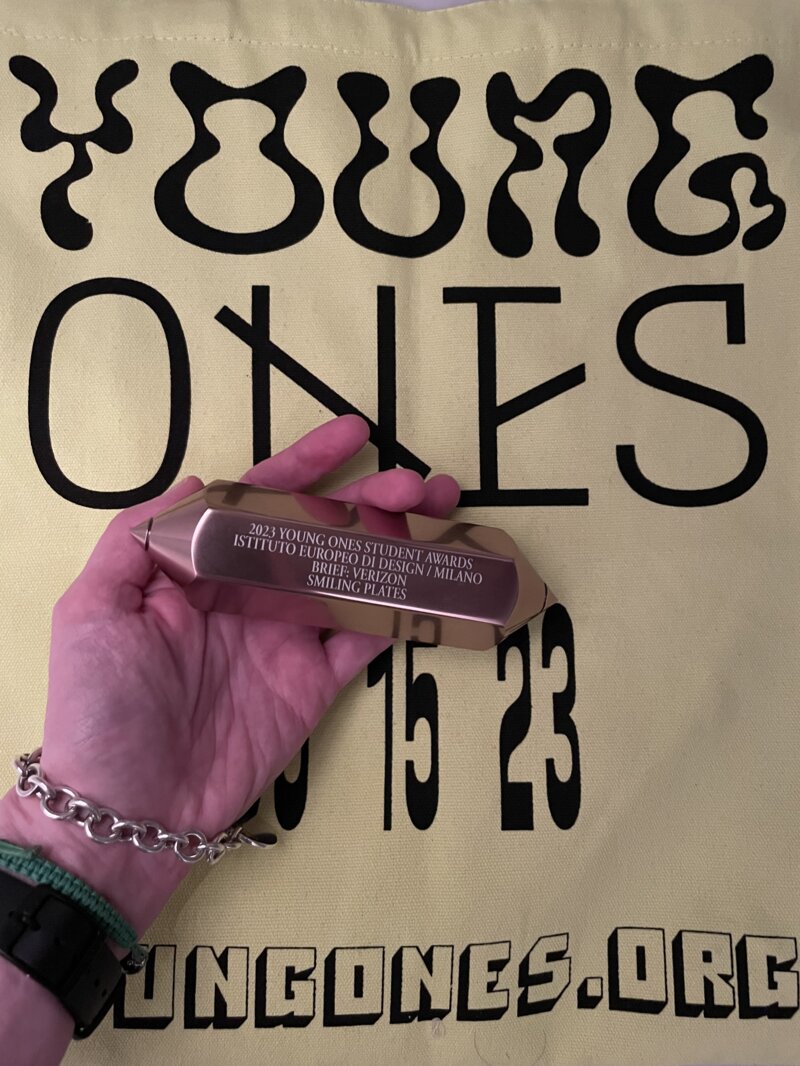 YOUNG
ONES
2023 YOUNG ONES STUDENT AWARDS
ISTITUTO EUROPEO DI DESIGN / MILANO
BRIEF: VERIZON
SMILING PLATES
15 23
UNGONES.ORG